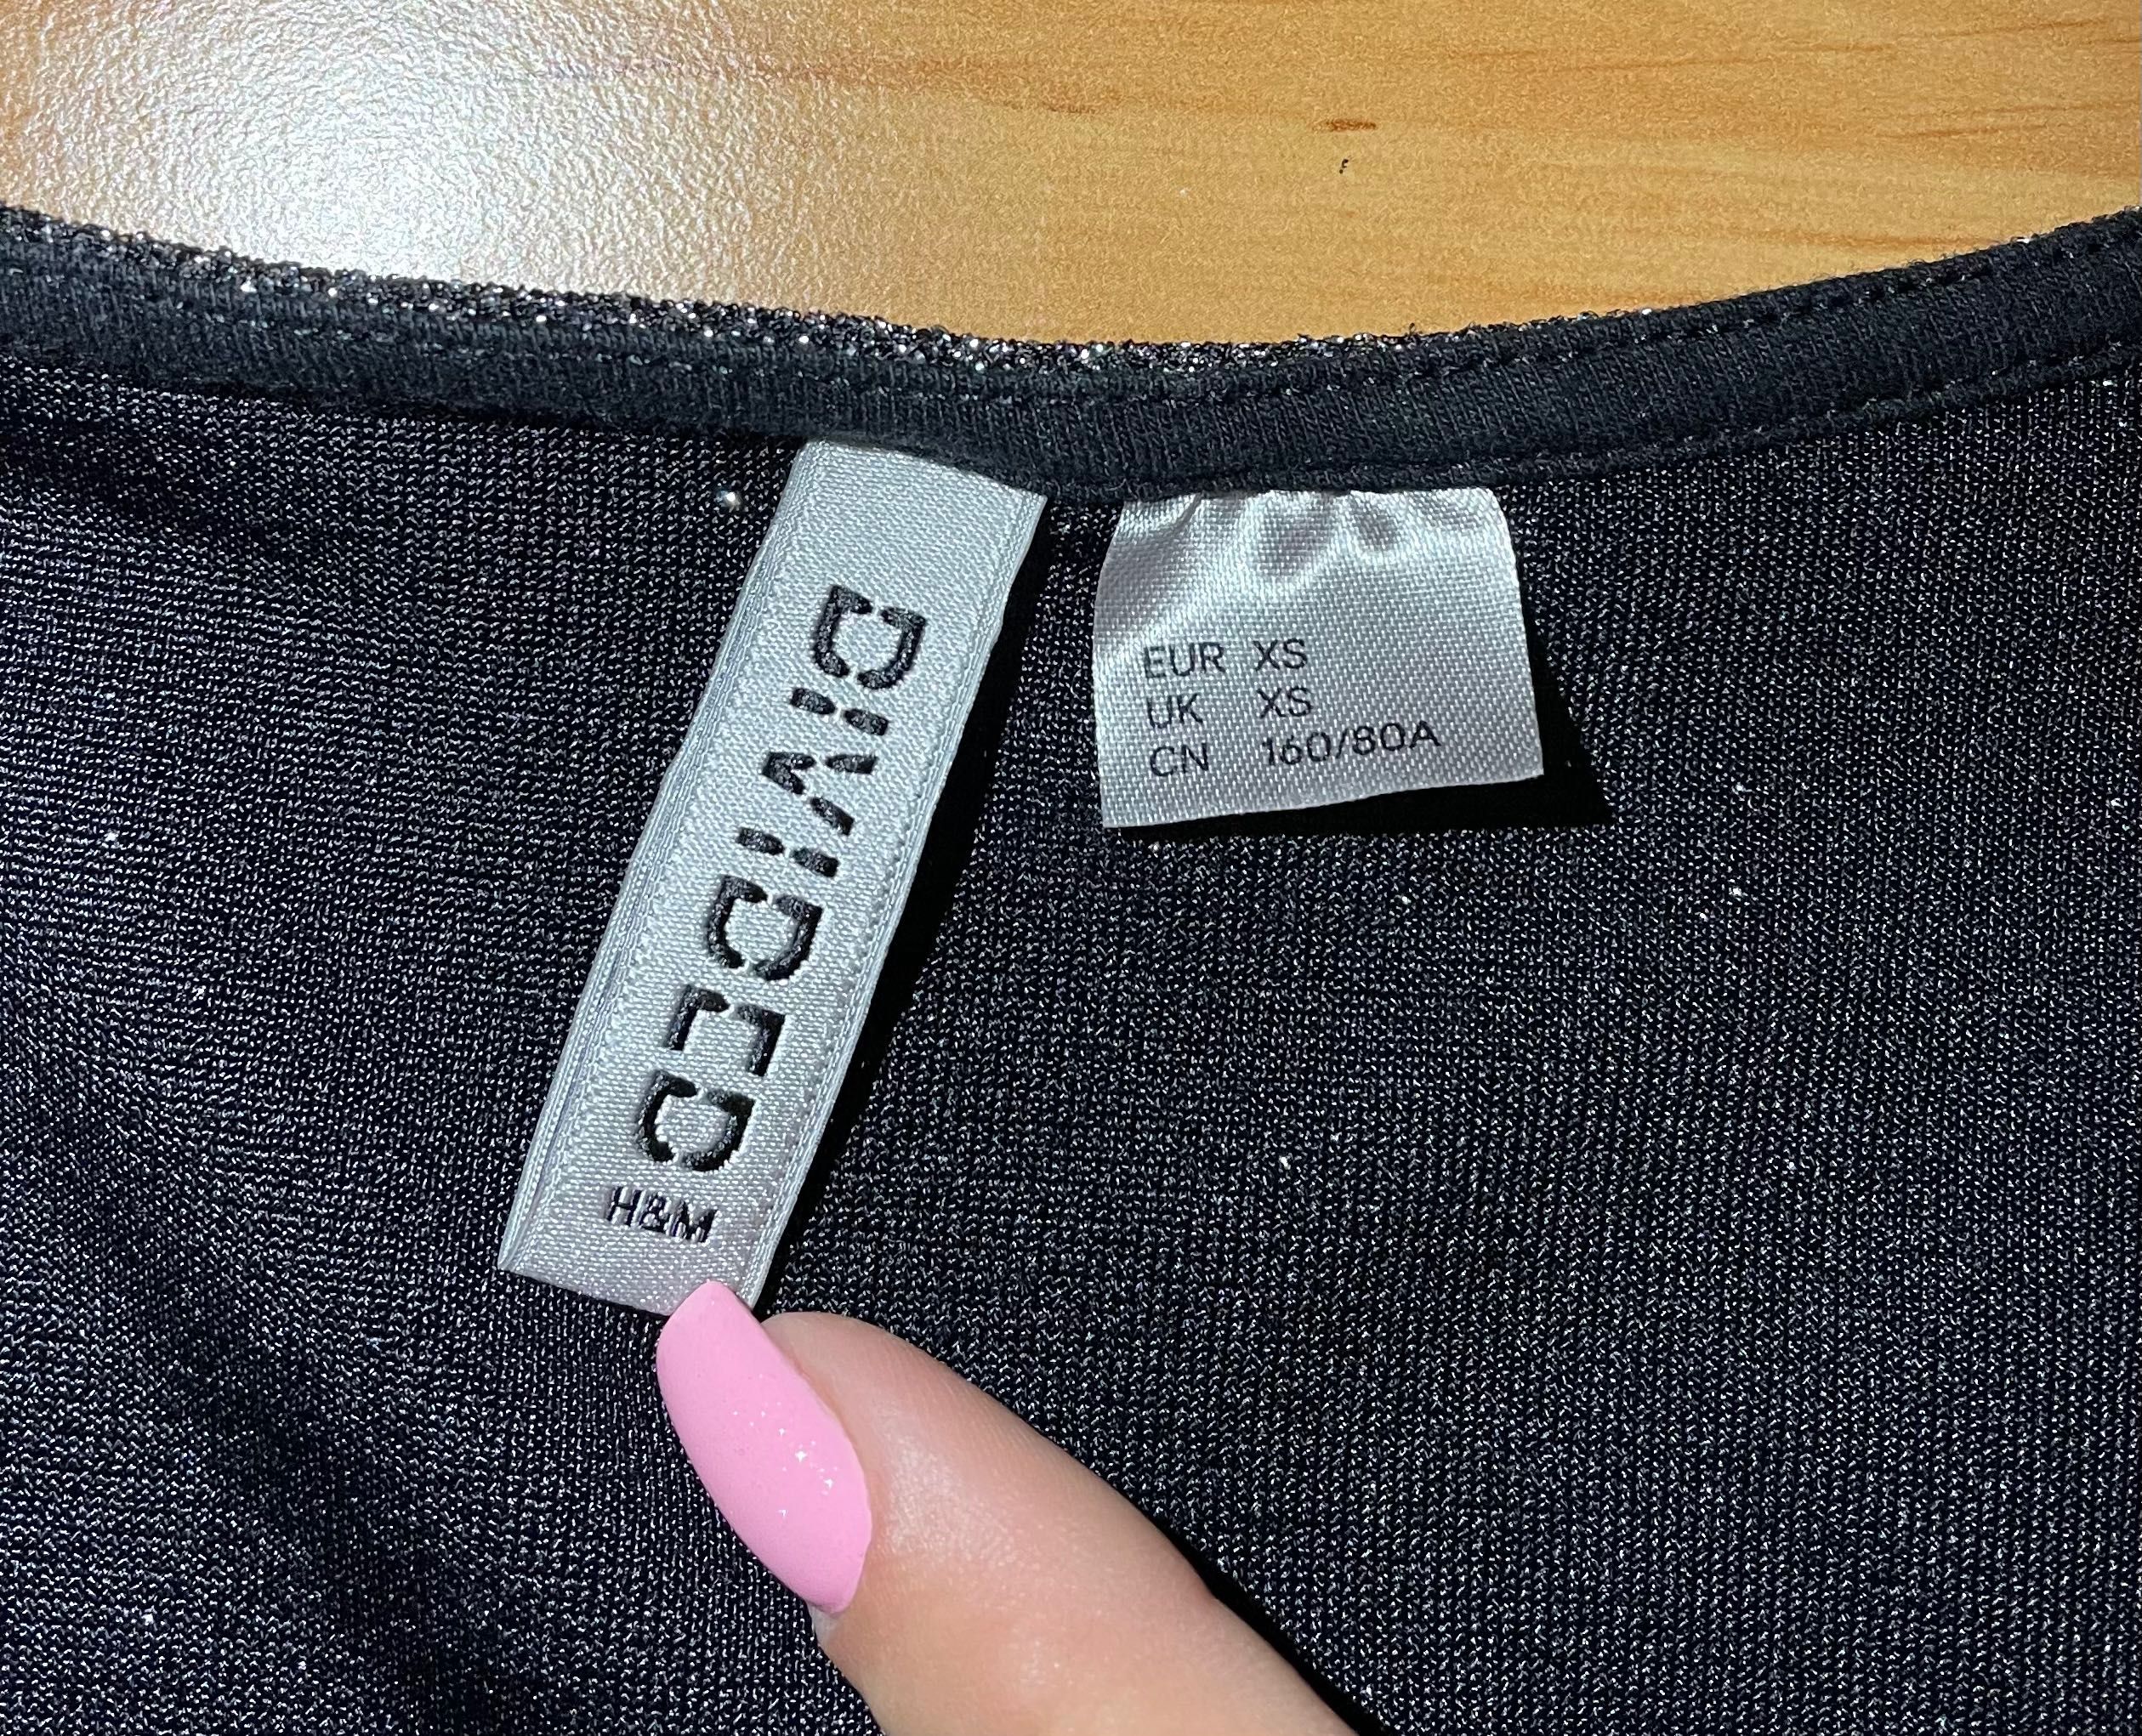 DIVIDED
H&M
EUR XS
UK XS
CN 160/80A